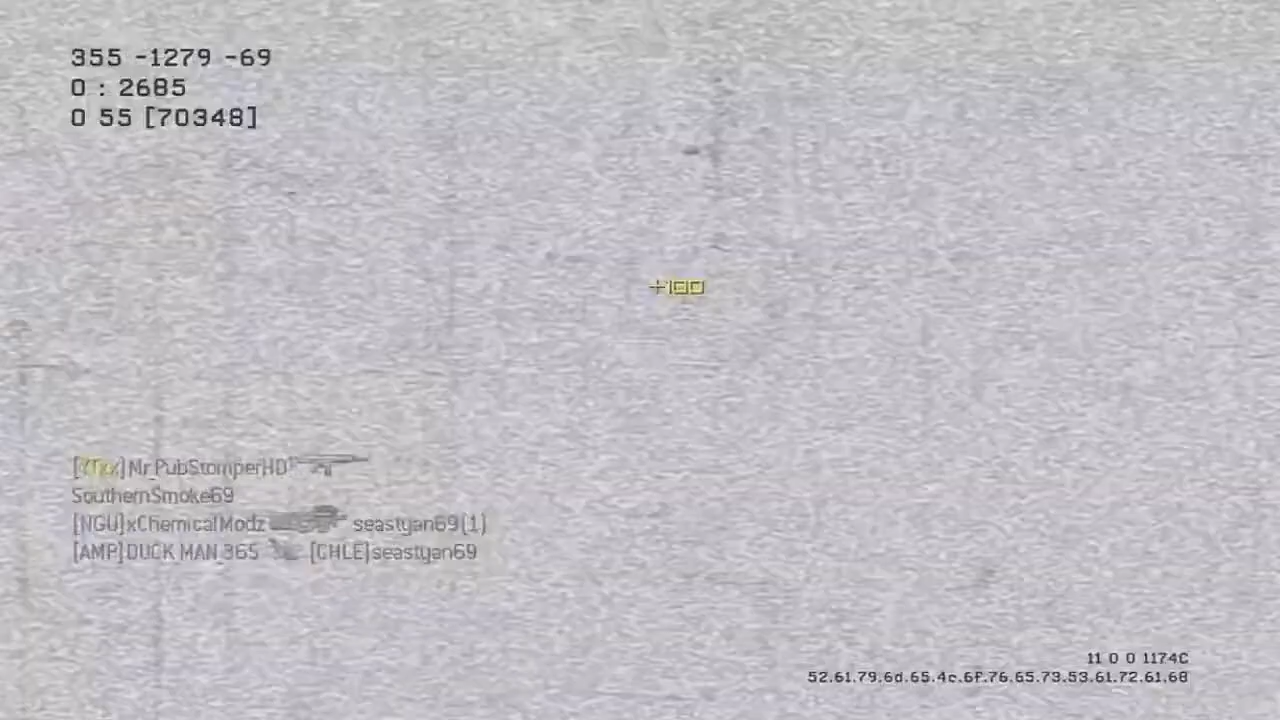 355 -1279 -69
0 : 2685
0 55 [70348]
+100
[YTxx]Mr_PubStomperHD
SouthernSmoke69
[NGU]xChemicalModz seastyan69(1)
[AMP]DUCK MAN 365 [CHLE]seastyan69
11 0 0 1174C
52.61.79.6d.65.4c.6f.76.65.73.53.61.72.61.68